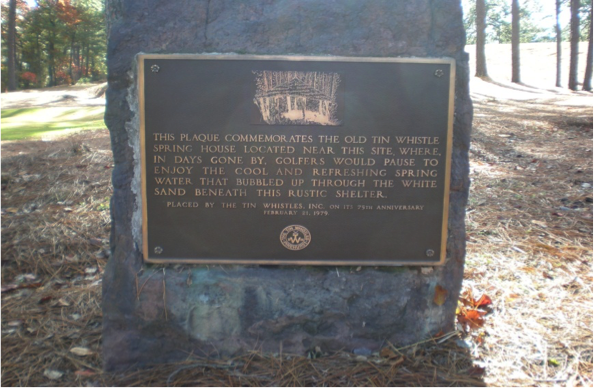 THIS PLAQUE COMMEMORATES THE OLD TIN WHISTLE
SPRING HOUSE LOCATED NEAR THIS SITE, WHERE,
IN DAYS GONE BY, GOLFERS WOULD PAUSE TO
ENJOY THE COOL AND REFRESHING SPRING
WATER THAT BUBBLED UP THROUGH THE WHITE
SAND BENEATH THIS RUSTIC SHELTER.
PLACED BY THE TIN WHISTLES, INC. ON ITS 75TH ANNIVERSARY
FEBRUARY 21, 1979